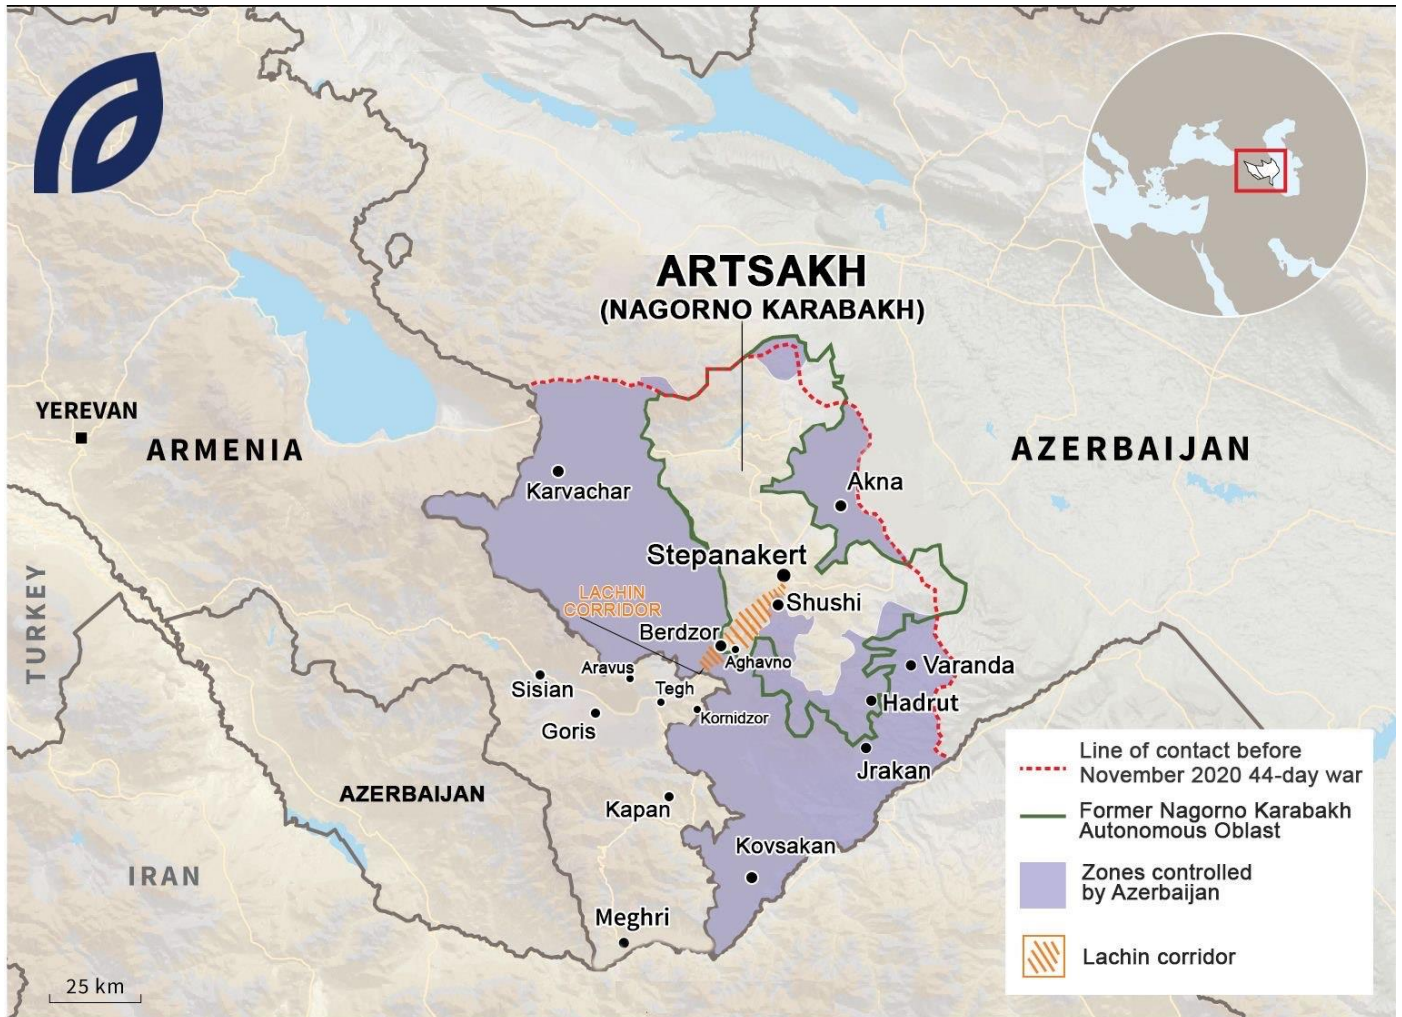 ARTSAKH
(NAGORNO KARABAKH)
YEREVAN
ARMENIA
AZERBAIJAN
Karvachar
Akna
Stepanakert
LACHIN
CORRIDOR
Shushi
Berdzor
Aghavno
TURKEY
Aravus
Sisian
Tegh
Varanda
Goris
Kornidzor
Hadrut
Jrakan
AZERBAIJAN
Kapan
Kovsakan
IRAN
Meghri
25 km
Line of contact before
November 2020 44-day war
Former Nagorno Karabakh
Autonomous Oblast
Zones controlled
by Azerbaijan
Lachin corridor